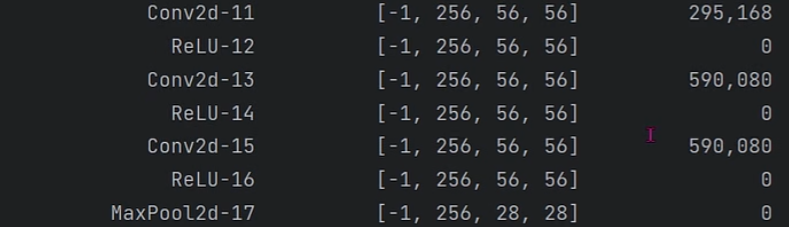 Conv2d-11 [-1, 256, 56, 56] 295,168
ReLU-12 [-1, 256, 56, 56] 0
Conv2d-13 [-1, 256, 56, 56] 590,080
ReLU-14 [-1, 256, 56, 56] 0
Conv2d-15 [-1, 256, 56, 56] 590,080
ReLU-16 [-1, 256, 56, 56] 0
MaxPool2d-17 [-1, 256, 28, 28] 0